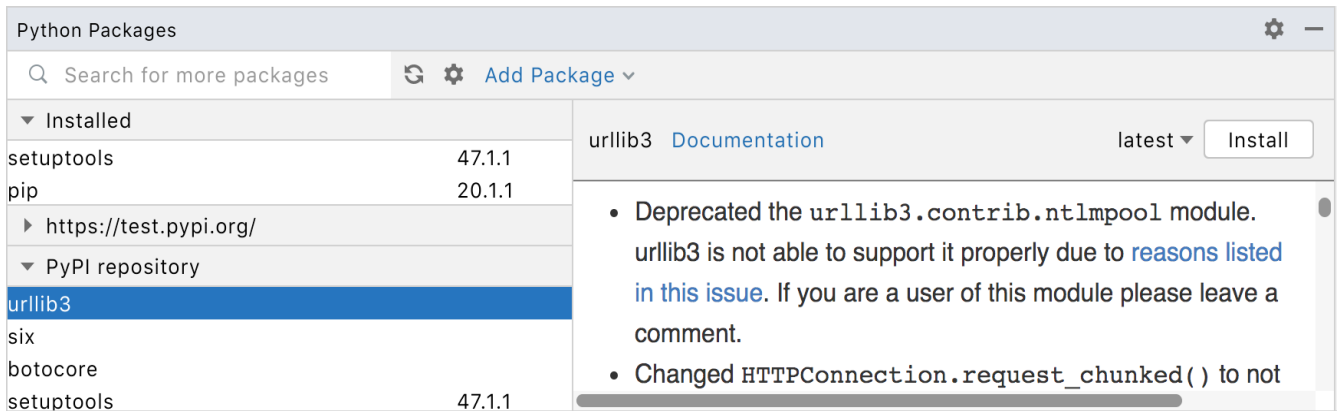 Python Packages
Search for more packages
Add Package
Installed
setuptools 47.1.1
pip 20.1.1
https://test.pypi.org/
PyPI repository
urllib3
six
botocore
setuptools 47.1.1
urllib3 Documentation latest Install
• Deprecated the urllib3.contrib.ntlmpool module.
urllib3 is not able to support it properly due to reasons listed
in this issue. If you are a user of this module please leave a
comment.
• Changed HTTPConnection.request_chunked() to not